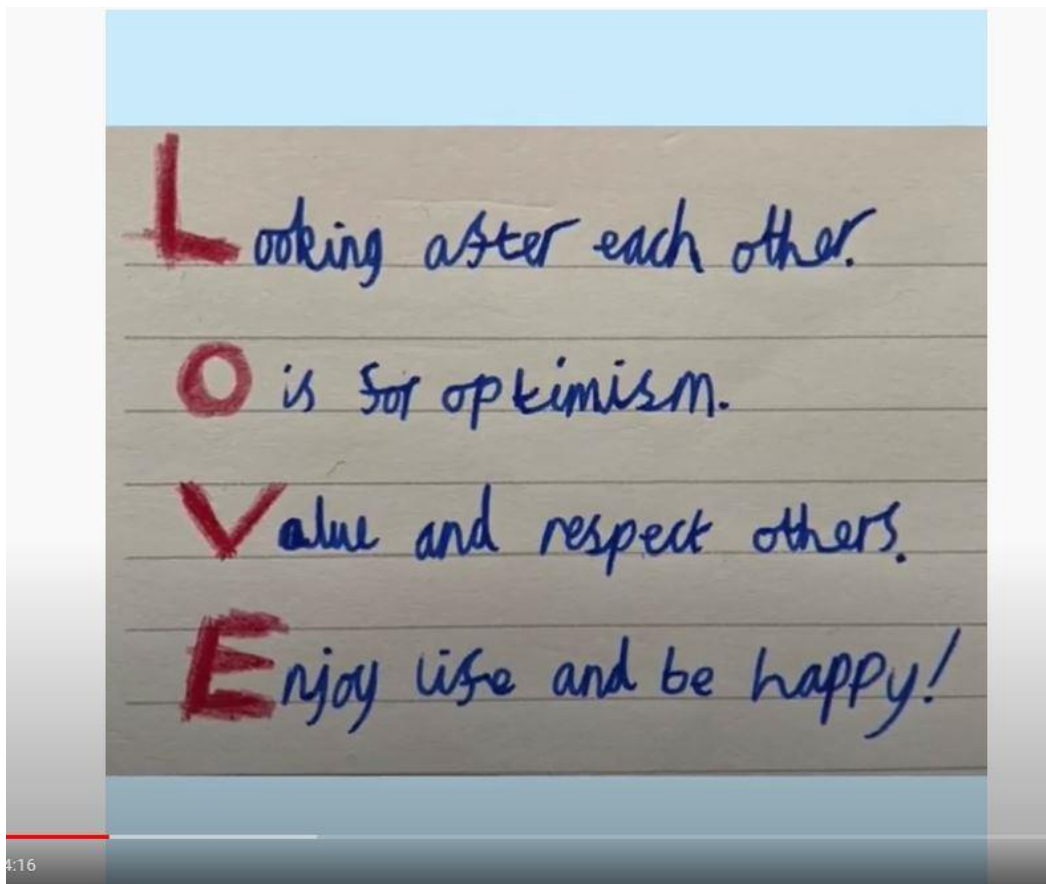 Looking after each other.
O is for optimism.
Value and respect others.
Enjoy life and be happy!
4:16